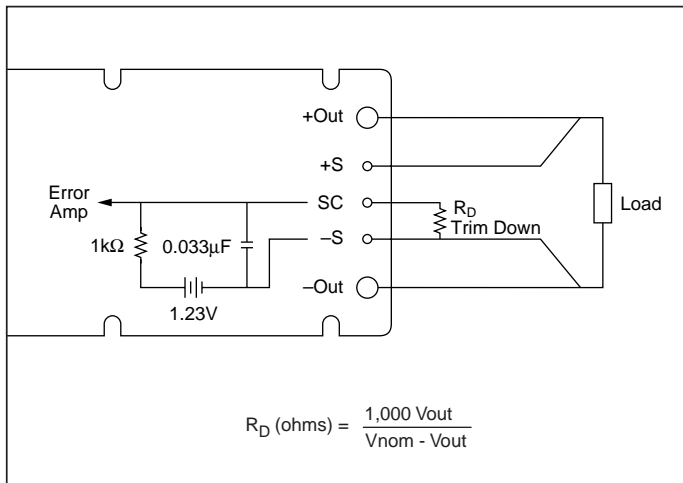 +Out
+S
Error
Amp
SC
R_D
Trim Down
Load
1kΩ
0.033µF
–S
–Out
1.23V
R_D (ohms) = 1,000 Vout / Vnom - Vout